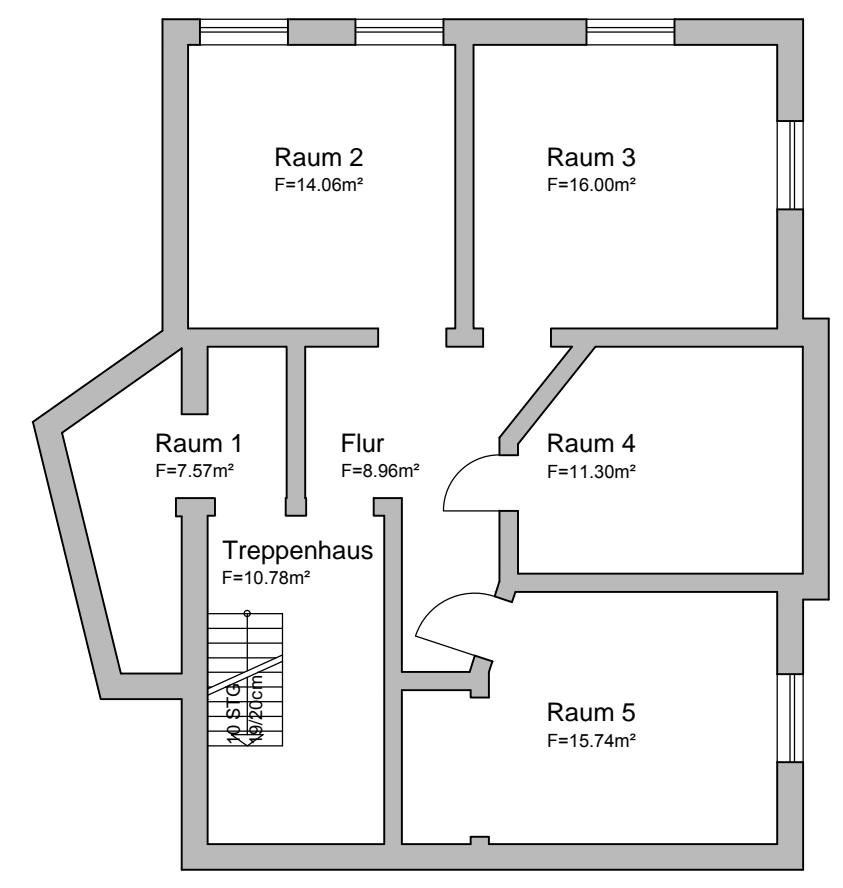 Raum 2
F=14.06m²
Raum 3
F=16.00m²
Raum 1
F=7.57m²
Flur
F=8.96m²
Raum 4
F=11.30m²
Treppenhaus
F=10.78m²
10 STG
19/20cm
Raum 5
F=15.74m²